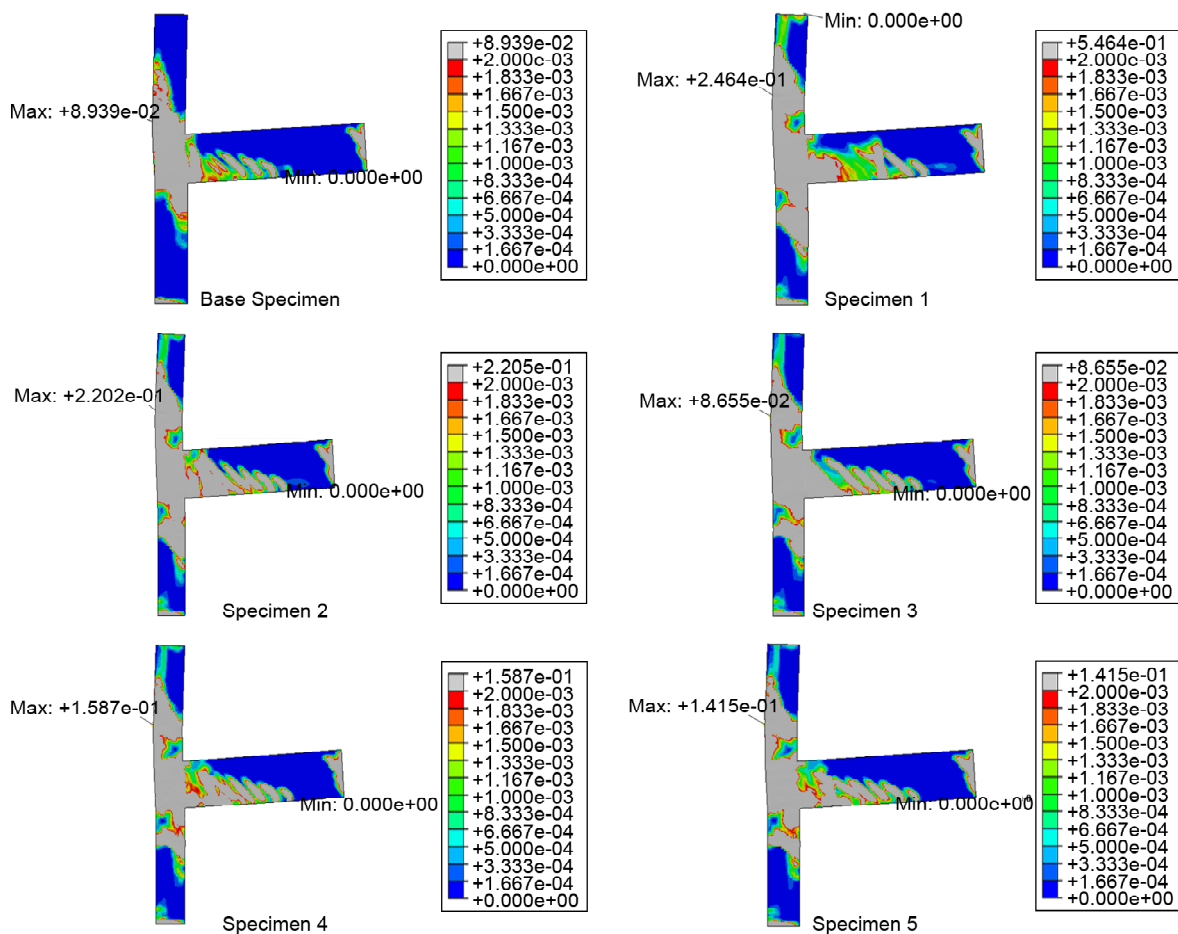 Max: +8.939e-02
Min: 0.000e+00
+8.939e-02
+2.000c-03
+1.833e-03
+1.667e-03
+1.500e-03
+1.333e-03
+1.167e-03
+1.000e-03
+8.333e-04
+6.667e-04
+5.000e-04
+3.333e-04
+1.667e-04
+0.000e+00
Base Specimen
Min: 0.000e+00
Max: +2.464e-01
+5.464e-01
+2.000c-03
+1.833e-03
+1.667e-03
+1.500e-03
+1.333e-03
+1.167e-03
+1.000e-03
+8.333e-04
+6.667e-04
+5.000e-04
+3.333e-04
+1.667e-04
+0.000e+00
Specimen 1
Max: +2.202e-01
Min: 0.000e+00
+2.205e-01
+2.000e-03
+1.833e-03
+1.667e-03
+1.500e-03
+1.333e-03
+1.167e-03
+1.000e-03
+8.333e-04
+6.667e-04
+5.000e-04
+3.333e-04
+1.667e-04
+0.000e+00
Specimen 2
Max: +8.655e-02
Min: 0.000e+00
+8.655e-02
+2.000e-03
+1.833e-03
+1.667e-03
+1.500e-03
+1.333e-03
+1.167e-03
+1.000e-03
+8.333e-04
+6.667e-04
+5.000e-04
+3.333e-04
+1.667e-04
+0.000e+00
Specimen 3
Max: +1.587e-01
Min: 0.000e+00
+1.587e-01
+2.000e-03
+1.833e-03
+1.667e-03
+1.500e-03
+1.333e-03
+1.167e-03
+1.000e-03
+8.333e-04
+6.667e-04
+5.000e-04
+3.333e-04
+1.667e-04
+0.000e+00
Specimen 4
Max: +1.415e-01
Min: 0.000c+00
+1.415e-01
+2.000e-03
+1.833e-03
+1.667e-03
+1.500e-03
+1.333e-03
+1.167e-03
+1.000e-03
+8.333e-04
+6.667e-04
+5.000e-04
+3.333e-04
+1.667e-04
+0.000e+00
Specimen 5